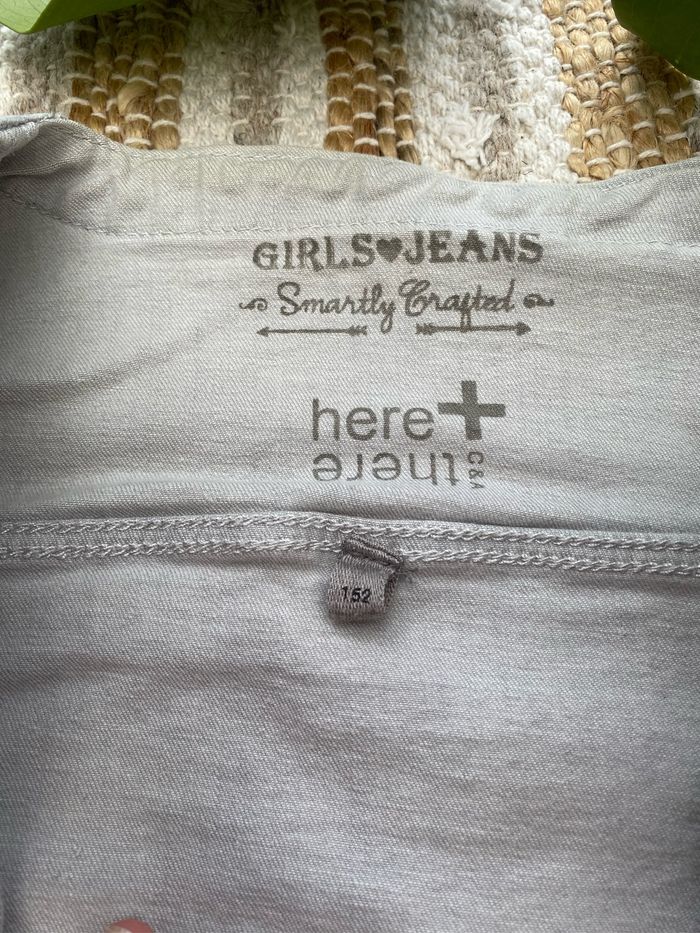 GIRLS♥JEANS
Smartly Crafted
here+
there
C&A
152